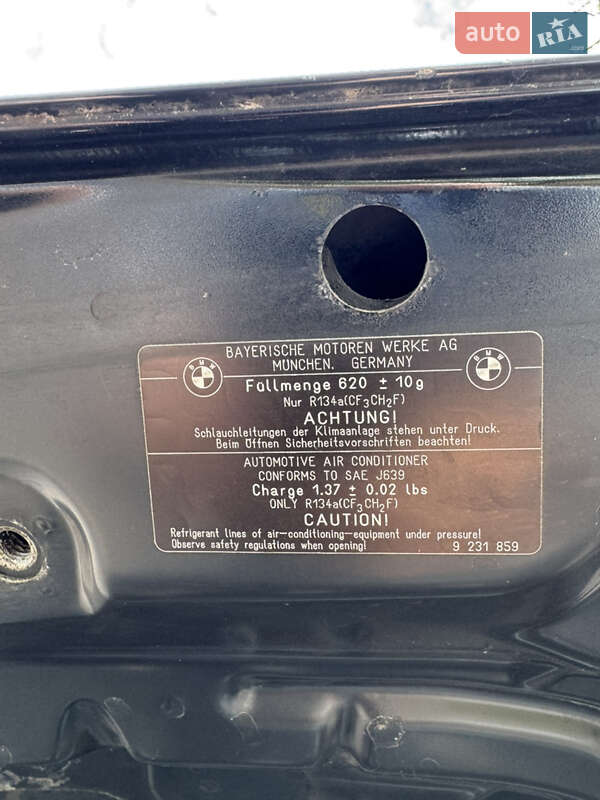 auto
RIA
.com
BAYERISCHE MOTOREN WERKE AG
MÜNCHEN, GERMANY
BMW
BMW
Füllmenge 620 ± 10g
Nur R134a(CF3CH2F)
ACHTUNG!
Schlauchleitungen der Klimaanlage stehen unter Druck.
Beim Öffnen Sicherheitsvorschriften beachten!
AUTOMOTIVE AIR CONDITIONER
CONFORMS TO SAE J639
Charge 1.37 ± 0.02 lbs
ONLY R134a(CF3CH2F)
CAUTION!
Refrigerant lines of air-conditioning-equipment under pressure!
Observe safety regulations when opening!
9 231 859